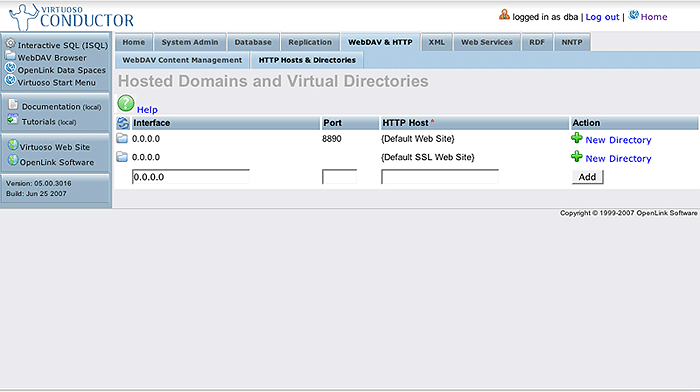 VIRTUOSO
CONDUCTOR
logged in as dba | Log out | Home
Interactive SQL (ISQL)
WebDAV Browser
OpenLink Data Spaces
Virtuoso Start Menu
Documentation (local)
Tutorials (local)
Virtuoso Web Site
OpenLink Software
Version: 05.00.3016
Build: Jun 25 2007
Home System Admin Database Replication WebDAV & HTTP XML Web Services RDF NNTP
WebDAV Content Management HTTP Hosts & Directories
Hosted Domains and Virtual Directories
? Help
Interface Port HTTP Host * Action
0.0.0.0 8890 {Default Web Site} New Directory
0.0.0.0 {Default SSL Web Site} New Directory
0.0.0.0 Add
Copyright © 1999-2007 OpenLink Software